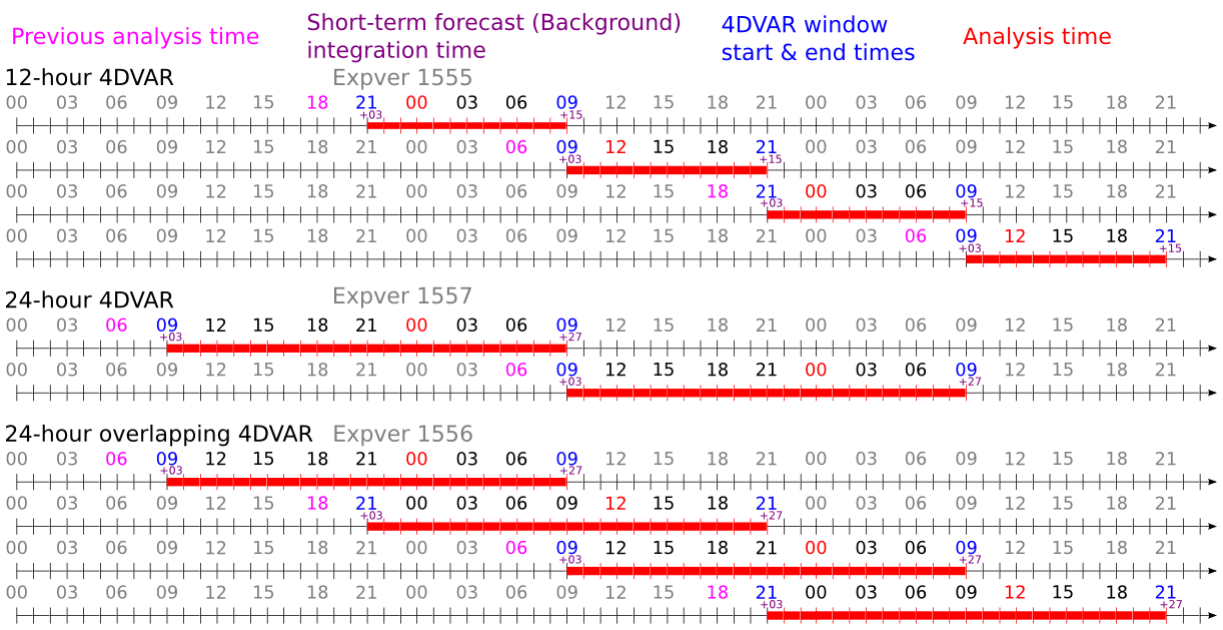 Previous analysis time
Short-term forecast (Background)
integration time
4DVAR window
start & end times
Analysis time
12-hour 4DVAR Expver 1555
00 03 06 09 12 15 18 21 00 03 06 09 12 15 18 21 00 03 06 09 12 15 18 21
+03 +15
00 03 06 09 12 15 18 21 00 03 06 09 12 15 18 21 00 03 06 09 12 15 18 21
+03 +15
00 03 06 09 12 15 18 21 00 03 06 09 12 15 18 21 00 03 06 09 12 15 18 21
+03 +15
00 03 06 09 12 15 18 21 00 03 06 09 12 15 18 21 00 03 06 09 12 15 18 21
+03 +15
24-hour 4DVAR Expver 1557
00 03 06 09 12 15 18 21 00 03 06 09 12 15 18 21 00 03 06 09 12 15 18 21
+03 +27
00 03 06 09 12 15 18 21 00 03 06 09 12 15 18 21 00 03 06 09 12 15 18 21
+03 +27
24-hour overlapping 4DVAR Expver 1556
00 03 06 09 12 15 18 21 00 03 06 09 12 15 18 21 00 03 06 09 12 15 18 21
+03 +27
00 03 06 09 12 15 18 21 00 03 06 09 12 15 18 21 00 03 06 09 12 15 18 21
+03 +27
00 03 06 09 12 15 18 21 00 03 06 09 12 15 18 21 00 03 06 09 12 15 18 21
+03 +27
00 03 06 09 12 15 18 21 00 03 06 09 12 15 18 21 00 03 06 09 12 15 18 21
+03 +27